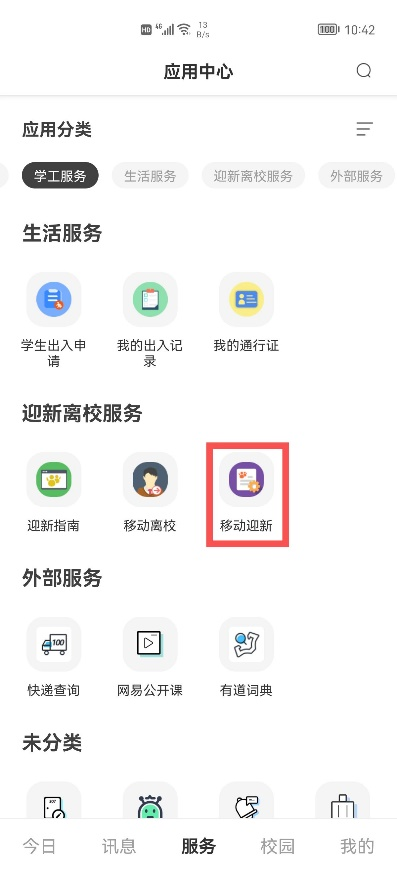 HD 4G 13 B/s 100 10:42
应用中心
应用分类
学工服务 生活服务 迎新离校服务 外部服务
生活服务
学生出入申请 我的出入记录 我的通行证
迎新离校服务
迎新指南 移动离校 移动迎新
外部服务
100
快递查询 网易公开课 有道词典
未分类
今日 讯息 服务 校园 我的